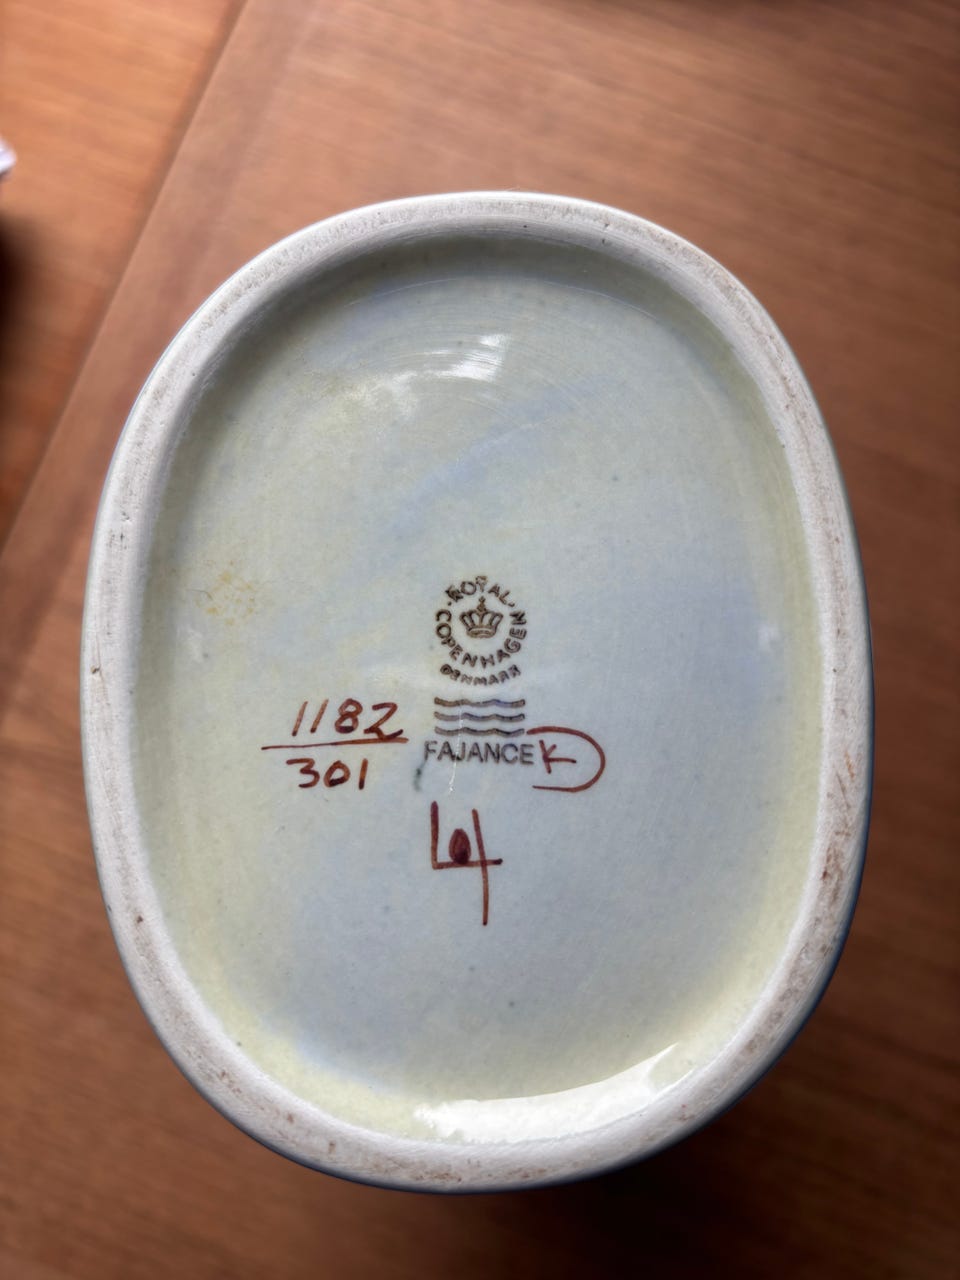 ROYAL
COPENHAGEN
DENMARK
1182
301
FAJANCE